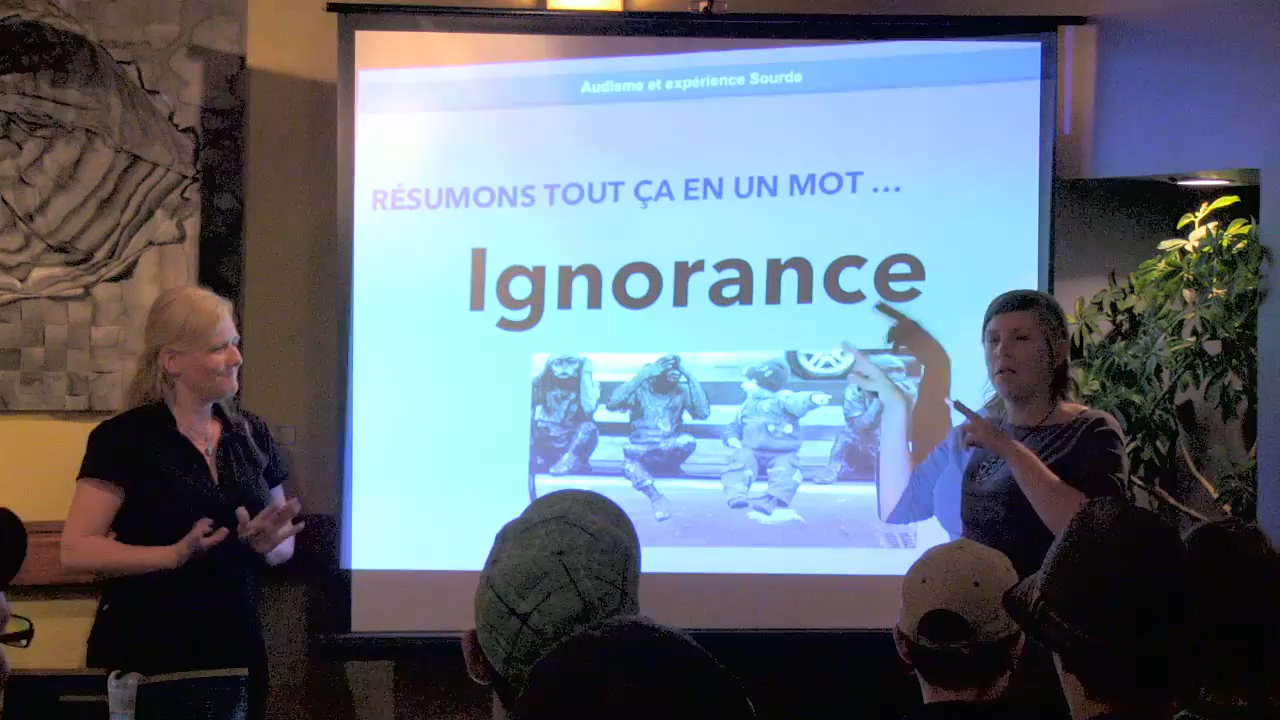 Audisme et expérience Sourde
RÉSUMONS TOUT ÇA EN UN MOT ...
Ignorance